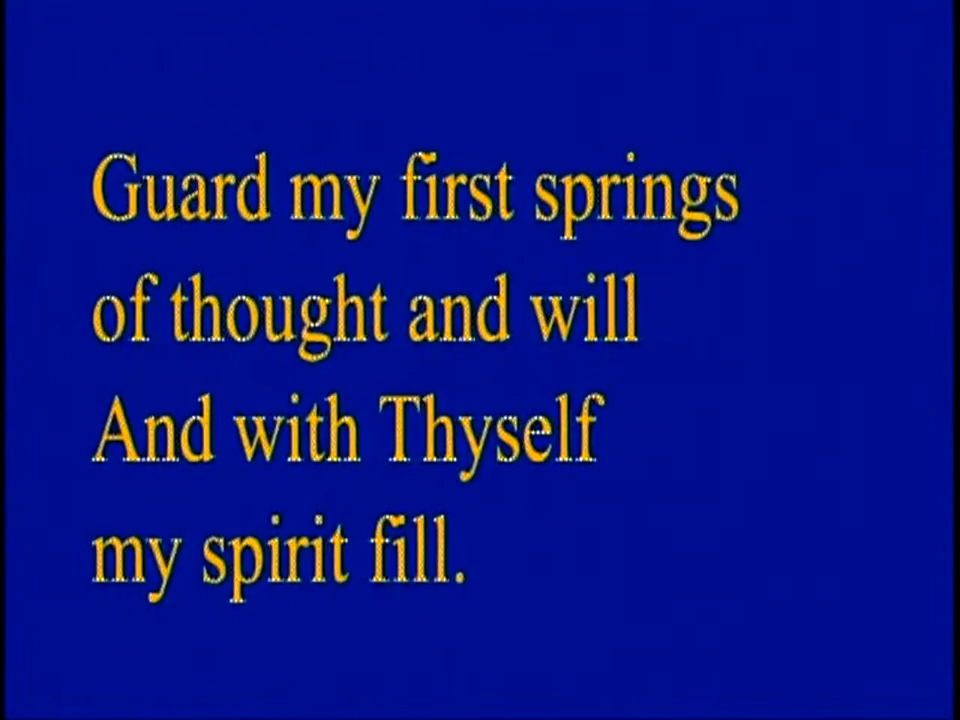 Guard my first springs
of thought and will
And with Thyself
my spirit fill.